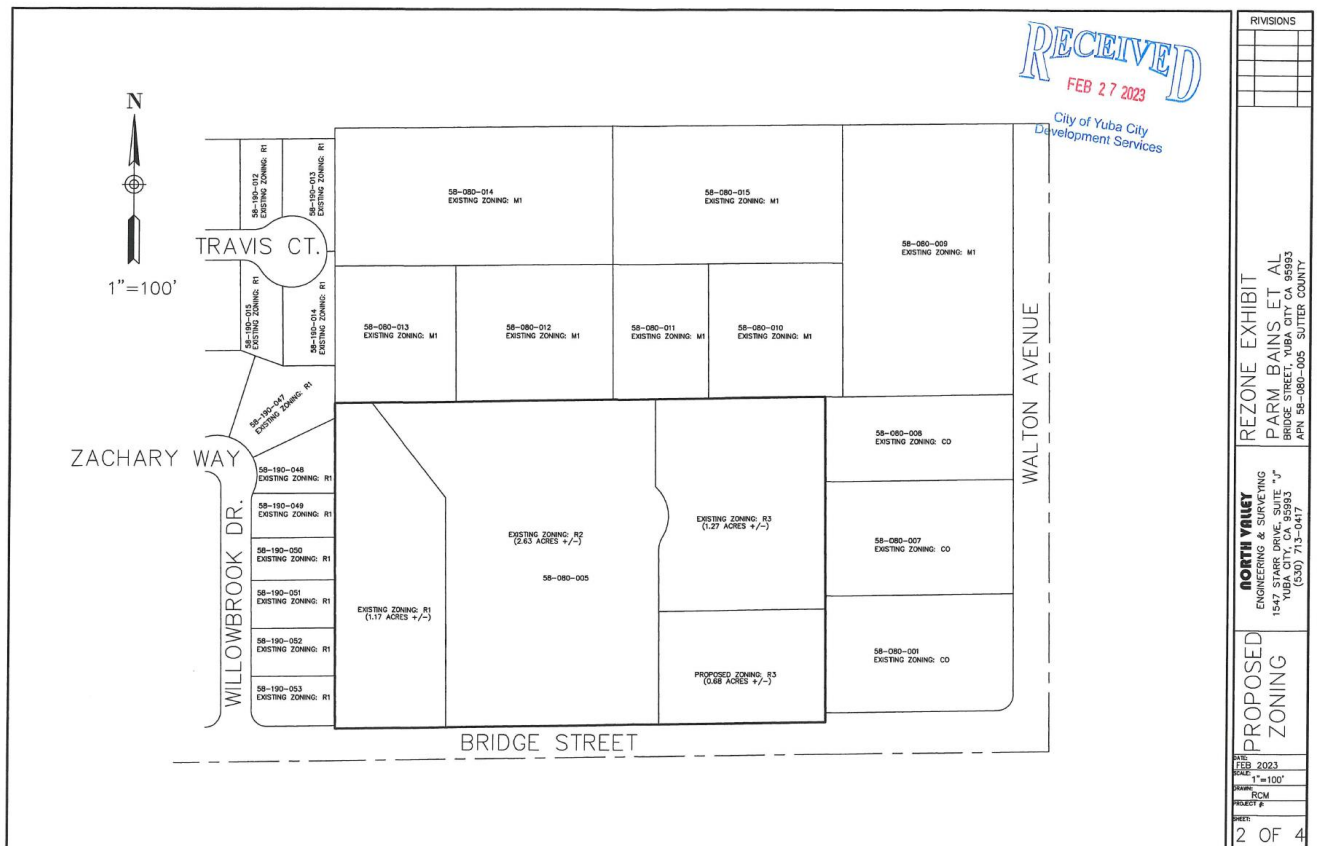 RECEIVED
FEB 27 2023
City of Yuba City
Development Services
N
1"=100'
58-190-012
EXISTING ZONING: R1
58-190-013
EXISTING ZONING: R1
TRAVIS CT.
58-190-015
EXISTING ZONING: R1
58-190-014
EXISTING ZONING: R1
58-190-047
EXISTING ZONING: R1
ZACHARY WAY
58-190-048
EXISTING ZONING: R1
58-190-049
EXISTING ZONING: R1
58-190-050
EXISTING ZONING: R1
58-190-051
EXISTING ZONING: R1
58-190-052
EXISTING ZONING: R1
58-190-053
EXISTING ZONING: R1
WILLOWBROOK DR.
58-080-014
EXISTING ZONING: M1
58-080-015
EXISTING ZONING: M1
58-080-009
EXISTING ZONING: M1
58-080-013
EXISTING ZONING: M1
58-080-012
EXISTING ZONING: M1
58-080-011
EXISTING ZONING: M1
58-080-010
EXISTING ZONING: M1
EXISTING ZONING: R1
(1.17 ACRES +/-)
EXISTING ZONING: R2
(2.63 ACRES +/-)
58-080-005
EXISTING ZONING: R3
(1.27 ACRES +/-)
PROPOSED ZONING: R3
(0.68 ACRES +/-)
58-080-008
EXISTING ZONING: CO
58-080-007
EXISTING ZONING: CO
58-080-001
EXISTING ZONING: CO
WALTON AVENUE
BRIDGE STREET
RIVISIONS
REZONE EXHIBIT
PARM BAINS ET AL
BRIDGE STREET, YUBA CITY CA 95993
APN 58-080-005 SUTTER COUNTY
NORTH VALLEY
ENGINEERING & SURVEYING
1547 STARR DRIVE, SUITE "J"
YUBA CITY, CA 95993
(530) 713-0417
PROPOSED
ZONING
DATE:
FEB 2023
SCALE:
1"=100'
DRAWN:
RCM
PROJECT #:
SHEET:
2 OF 4